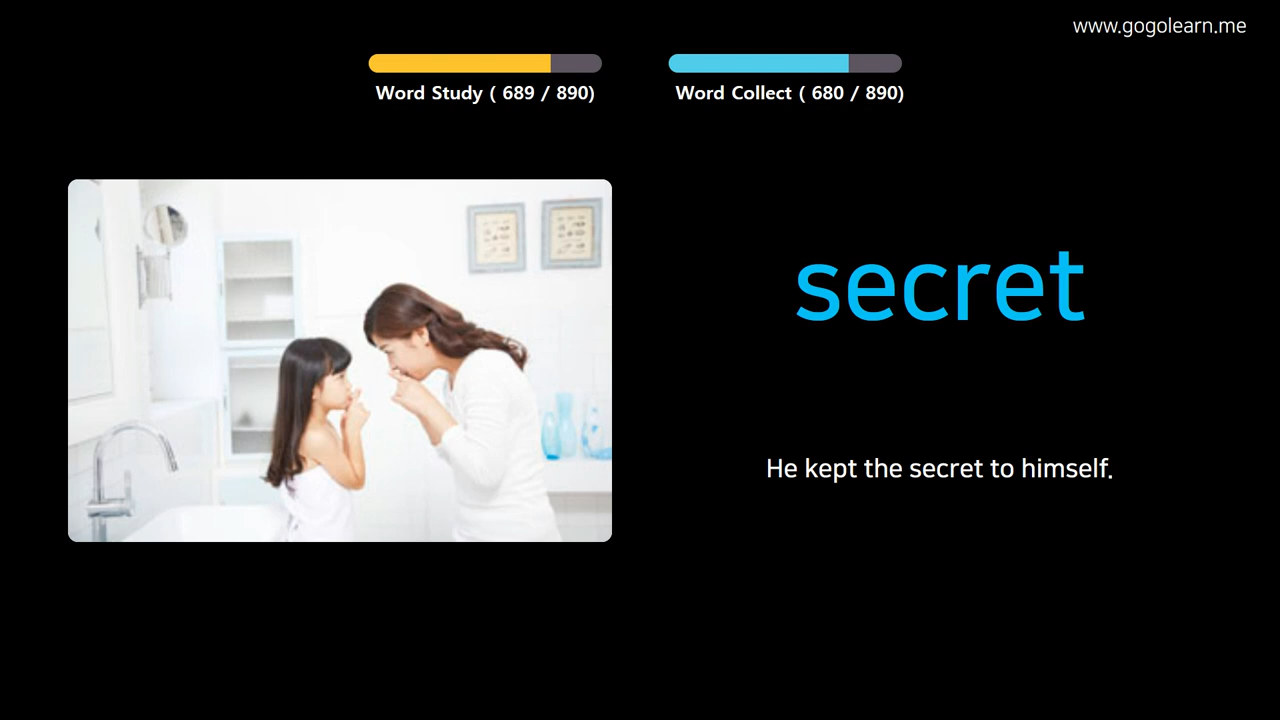 www.gogolearn.me
Word Study ( 689 / 890)
Word Collect ( 680 / 890)
secret
He kept the secret to himself.